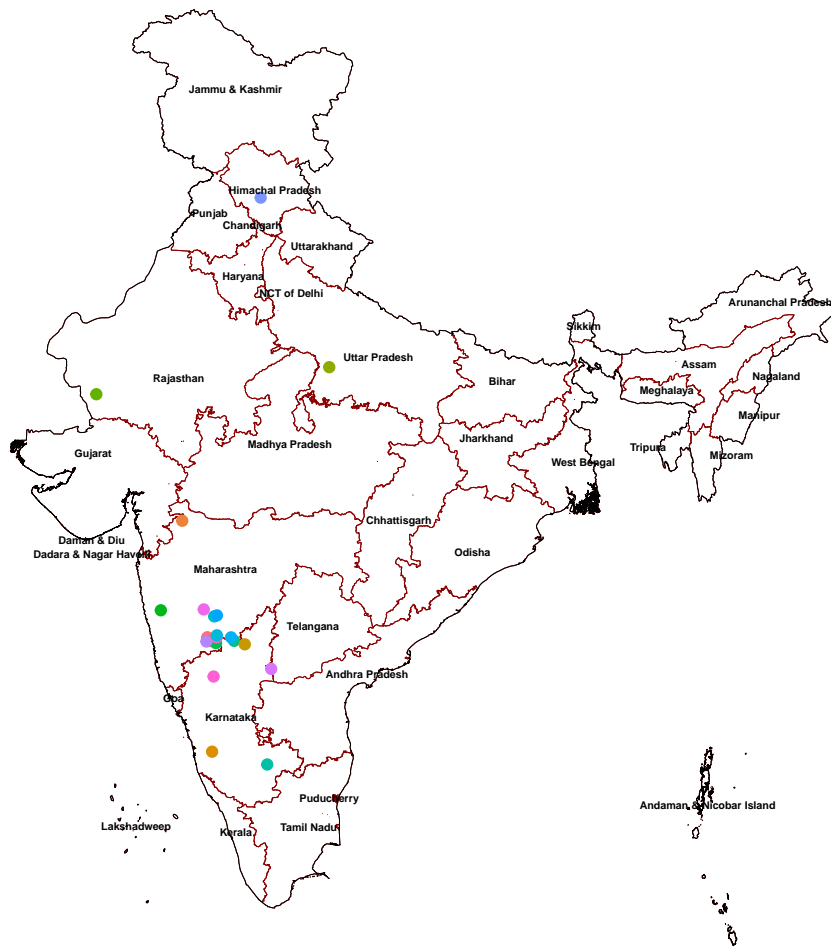 Jammu & Kashmir
Himachal Pradesh
Punjab
Chandigarh
Uttarakhand
Haryana
NCT of Delhi
Arunanchal Pradesh
Sikkim
Uttar Pradesh
Assam
Rajasthan
Bihar
Nagaland
Meghalaya
Manipur
Jharkhand
Madhya Pradesh
Tripura
Gujarat
Mizoram
West Bengal
Chhattisgarh
Daman & Diu
Dadara & Nagar Haveli
Odisha
Maharashtra
Telangana
Andhra Pradesh
Goa
Karnataka
Puducherry
Andaman & Nicobar Island
Lakshadweep
Kerala
Tamil Nadu